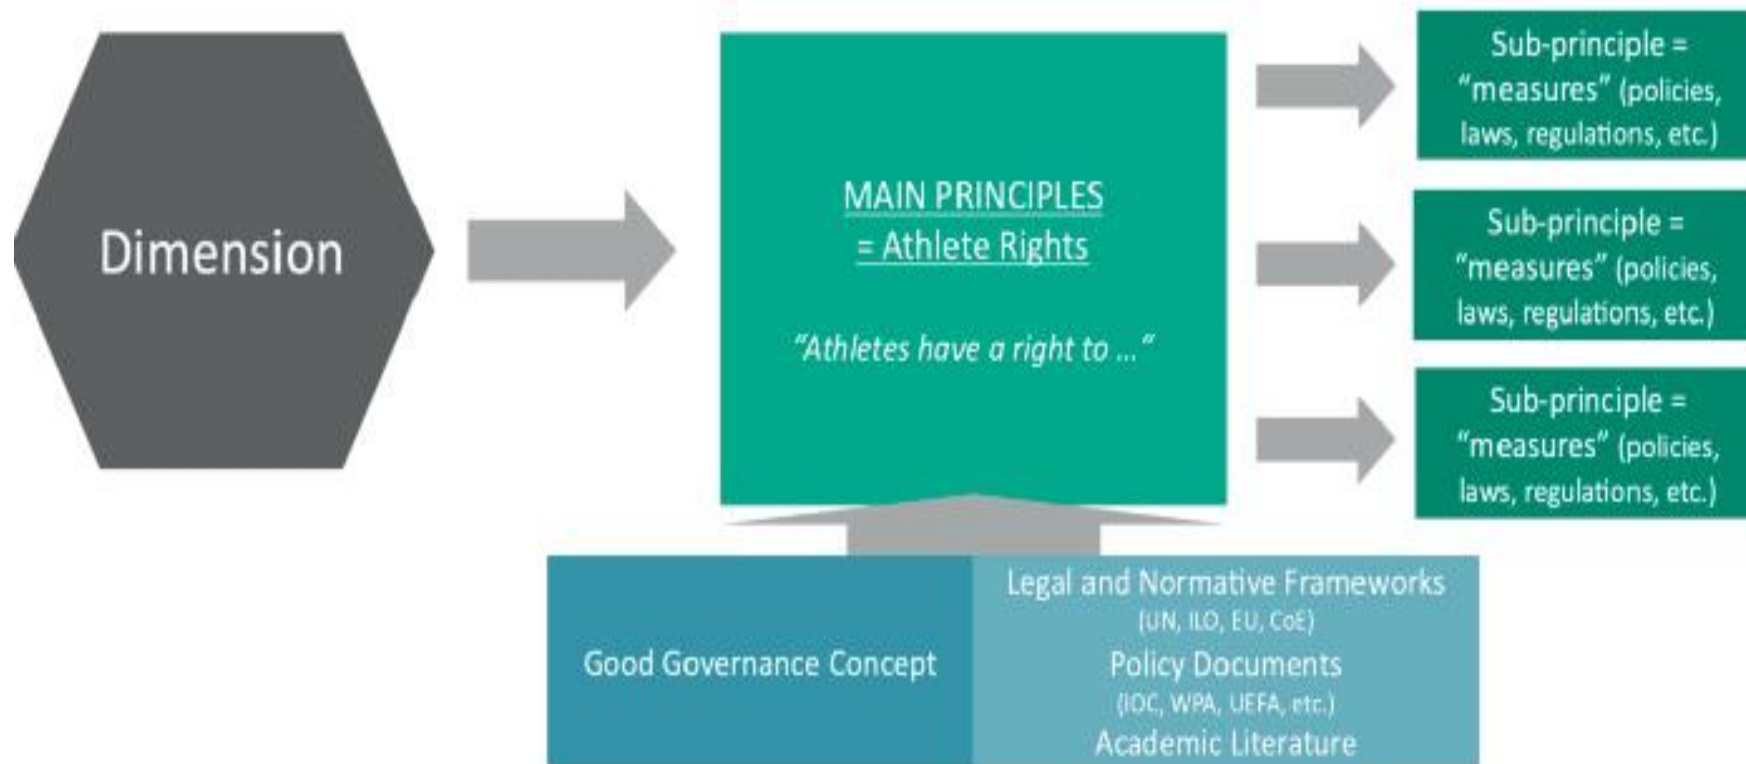 Dimension
MAIN PRINCIPLES
= Athlete Rights
"Athletes have a right to ..."
Sub-principle =
"measures" (policies,
laws, regulations, etc.)
Sub-principle =
"measures" (policies,
laws, regulations, etc.)
Sub-principle =
"measures" (policies,
laws, regulations, etc.)
Good Governance Concept
Legal and Normative Frameworks
(UN, ILO, EU, CoE)
Policy Documents
(IOC, WPA, UEFA, etc.)
Academic Literature